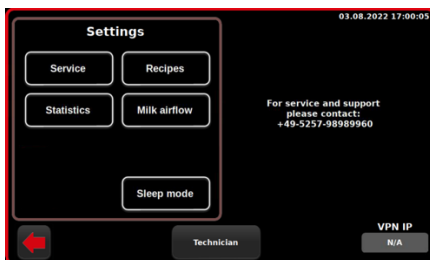 03.08.2022 17:00:05
Settings
Service
Recipes
Statistics
Milk airflow
Sleep mode
For service and support
please contact:
+49-5257-98989960
Technician
VPN IP
N/A